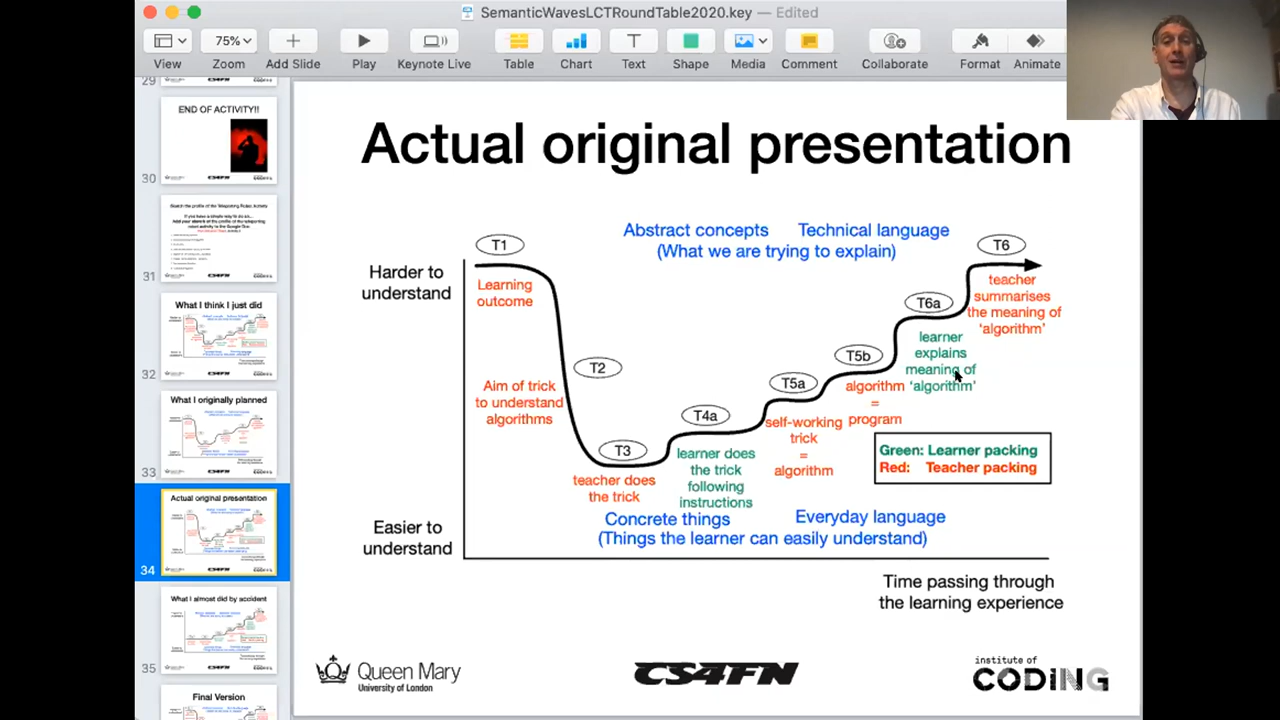 SemanticWavesLCTRoundTable2020.key — Edited
75%
View
Zoom
Add Slide
Play
Keynote Live
Table
Chart
Text
Shape
Media
Comment
Collaborate
Format
Animate
29
END OF ACTIVITY!!
30
31
What I think I just did
32
What I originally planned
33
Actual original presentation
34
What I almost did by accident
35
Final Version
Actual original presentation
Abstract concepts Technical language
(What we are trying to explain)
T1
T6
Harder to
understand
Learning
outcome
teacher
summarises
the meaning of
'algorithm'
T6a
learner
explains
meaning of
'algorithm'
T2
T5b
algorithm
=
program
Aim of trick
to understand
algorithms
T5a
self-working
trick
=
algorithm
T4a
learner does
the trick
following
instructions
T3
teacher does
the trick
Green: Learner packing
Red: Teacher packing
Easier to
understand
Concrete things Everyday language
(Things the learner can easily understand)
Time passing through
the learning experience
Queen Mary
University of London
CS4FN
institute of
CODING